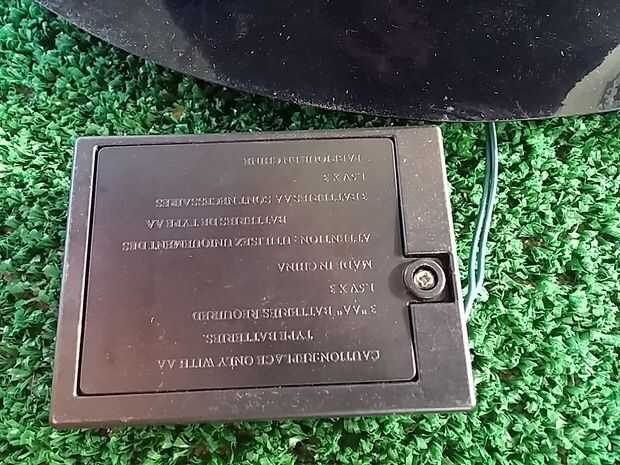 CAUTION:REPLACE ONLY WITH AA
TYPE BATTERIES.
3 "AA" BATTERIES REQUIRED
1.5V X 3
MADE IN CHINA
ATTENTION : UTILISEZ UNIQUEMENT DES
BATTERIES DE TYPE AA
3 BATTERIES AA SONT NECESSAIRES
1.5V X 3
FABRIQUE EN CHINE